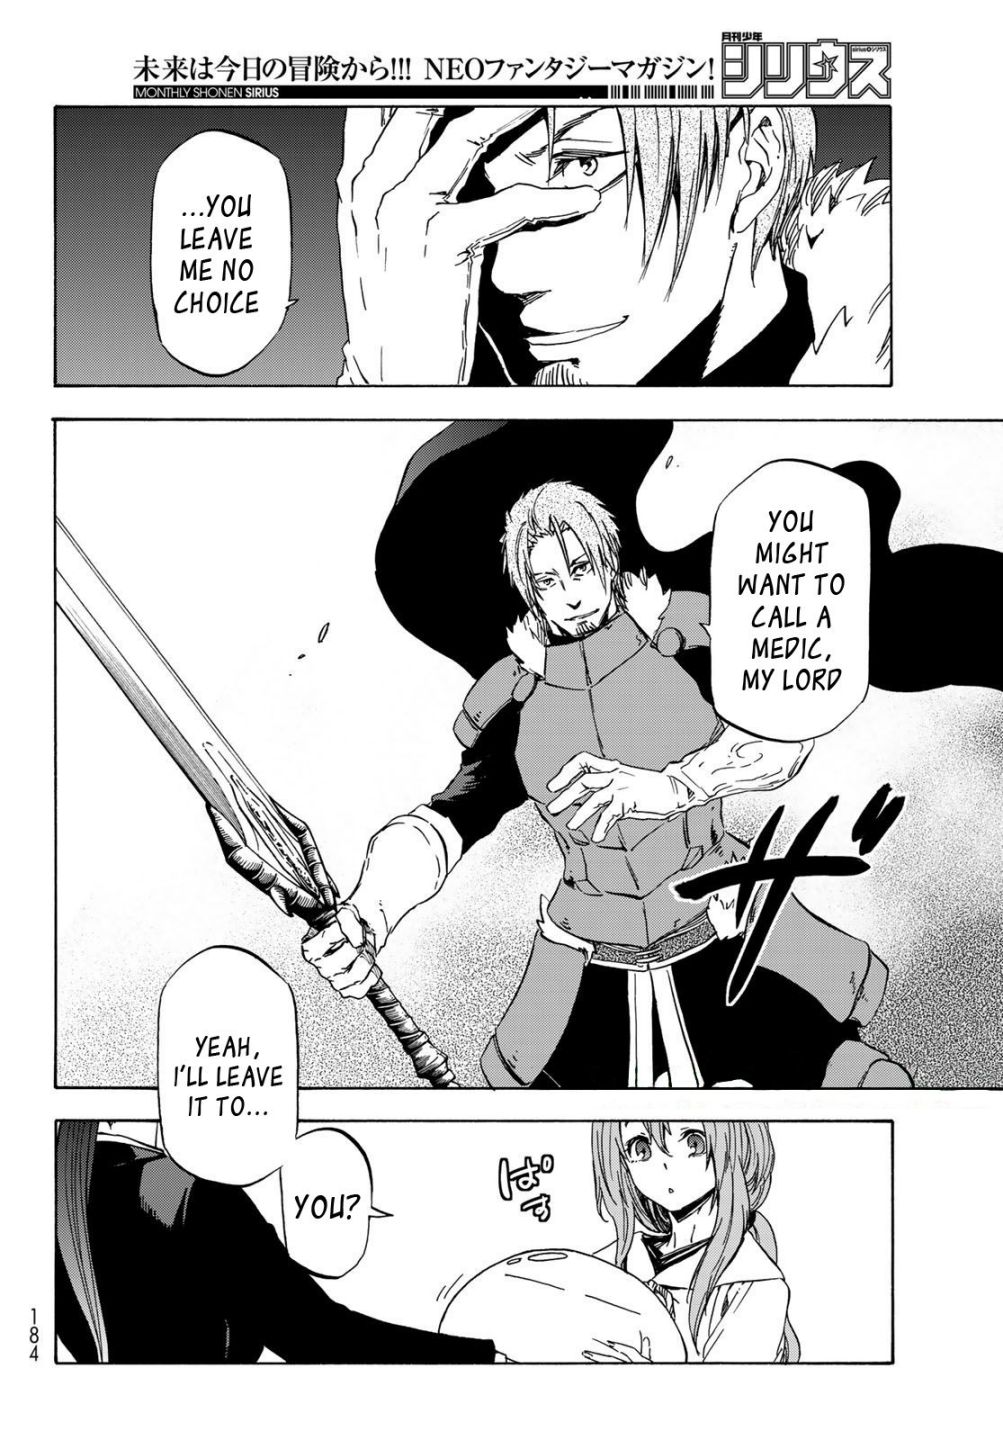 未来は今日の冒険から!!! NEOファンタジーマガジン!
月刊少年
シリウス
MONTHLY SHONEN SIRIUS
...YOU
LEAVE
ME NO
CHOICE
YOU
MIGHT
WANT TO
CALL A
MEDIC,
MY LORD
ザ
YEAH,
I'LL LEAVE
IT TO...
YOU?
ぱす
184